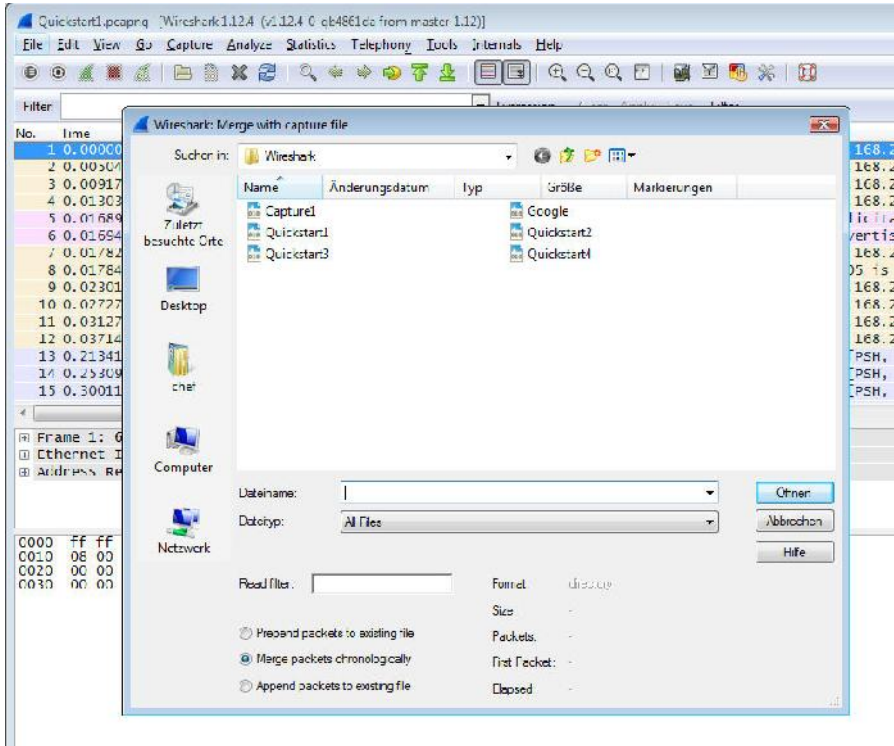 Quickstart1.pcapng [Wireshark 1.12.4 (v1.12.4-0-gb4861da from master-1.12)]
File Edit View Go Capture Analyze Statistics Telephony Tools Internals Help
Filter
No. Time
Wireshark: Merge with capture file
Suchen in: Wireshark
Name Änderungsdatum Typ Größe Markierungen
Capture1 Google
Quickstart1 Quickstart2
Quickstart3 Quickstart4
Zuletzt besuchte Orte
Desktop
chef
Computer
Netzwerk
1 0.00000 168.2
2 0.00504 168.2
3 0.00917 168.2
4 0.01303 168.2
5 0.01689 licita
6 0.01694 vertis
7 0.01782 168.2
8 0.01784 05 is
9 0.02301 168.2
10 0.02727 168.2
11 0.03127 168.2
12 0.03714 168.2
13 0.21341 [PSH,
14 0.25309 [PSH,
15 0.30011 [PSH,
Frame 1: 6
Ethernet I
Address Re
0000 ff ff
0010 08 00
0020 00 00
0030 00 00
Dateiname: Öffnen
Dateityp: All Files Abbrechen
Hilfe
Read filter: Format: directory
Size: -
Prepend packets to existing file Packets: -
Merge packets chronologically First Packet: -
Append packets to existing file Elapsed: -